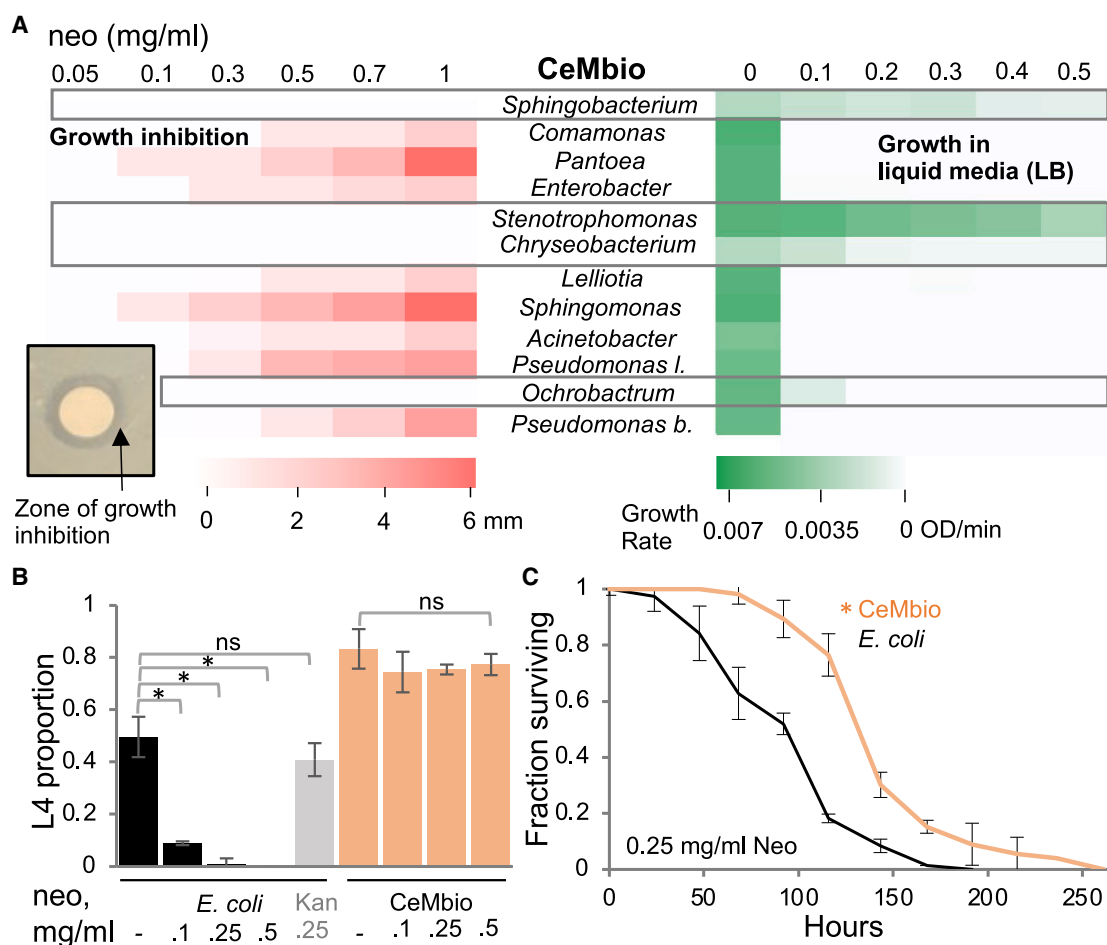 A
neo (mg/ml)
0.05 0.1 0.3 0.5 0.7 1 CeMbio 0 0.1 0.2 0.3 0.4 0.5
Sphingobacterium
Growth inhibition
Comamonas
Pantoea
Enterobacter
Growth in
liquid media (LB)
Stenotrophomonas
Chryseobacterium
Lelliotia
Sphingomonas
Acinetobacter
Pseudomonas l.
Ochrobactrum
Pseudomonas b.
Zone of growth
inhibition
0 2 4 6 mm
Growth
Rate
0.007 0.0035 0 OD/min
B
L4 proportion
1
0.8
0.6
0.4
0.2
0
ns
*
*
*
ns
neo,
mg/ml
E. coli Kan CeMbio
- .1 .25 .5 .25 - .1 .25 .5
C
Fraction surviving
1
0.8
0.6
0.4
0.2
0
* CeMbio
E. coli
0.25 mg/ml Neo
0 50 100 150 200 250
Hours